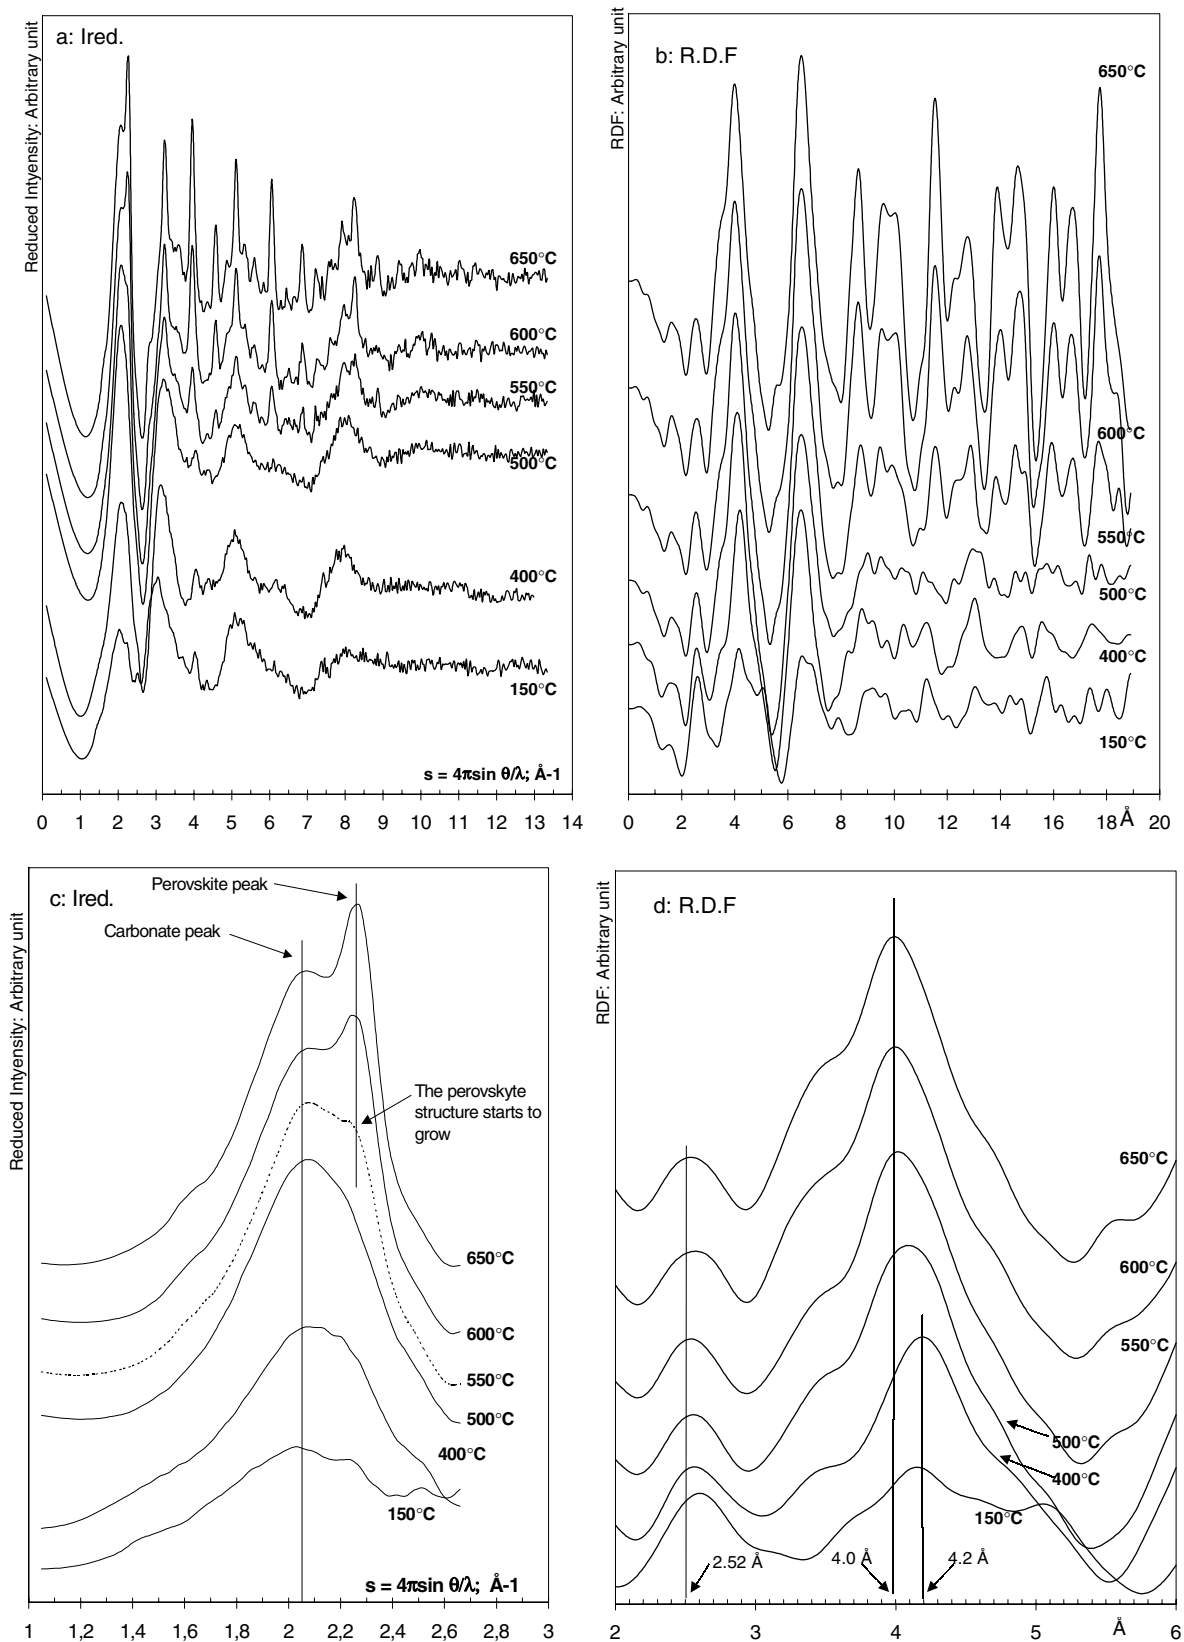 a: Ired.
Reduced Intyensity: Arbitrary unit
650°C
600°C
550°C
500°C
400°C
150°C
s = 4πsin θ/λ; Å-1
0 1 2 3 4 5 6 7 8 9 10 11 12 13 14
b: R.D.F
RDF: Arbitrary unit
650°C
600°C
550°C
500°C
400°C
150°C
0 2 4 6 8 10 12 14 16 18 Å 20
c: Ired.
Reduced Intyensity: Arbitrary unit
Perovskite peak
Carbonate peak
The perovskyte
structure starts to
grow
650°C
600°C
550°C
500°C
400°C
150°C
s = 4πsin θ/λ; Å-1
1 1,2 1,4 1,6 1,8 2 2,2 2,4 2,6 2,8 3
d: R.D.F
RDF: Arbitrary unit
650°C
600°C
550°C
500°C
400°C
150°C
2.52 Å
4.0 Å
4.2 Å
2 3 4 5 Å 6